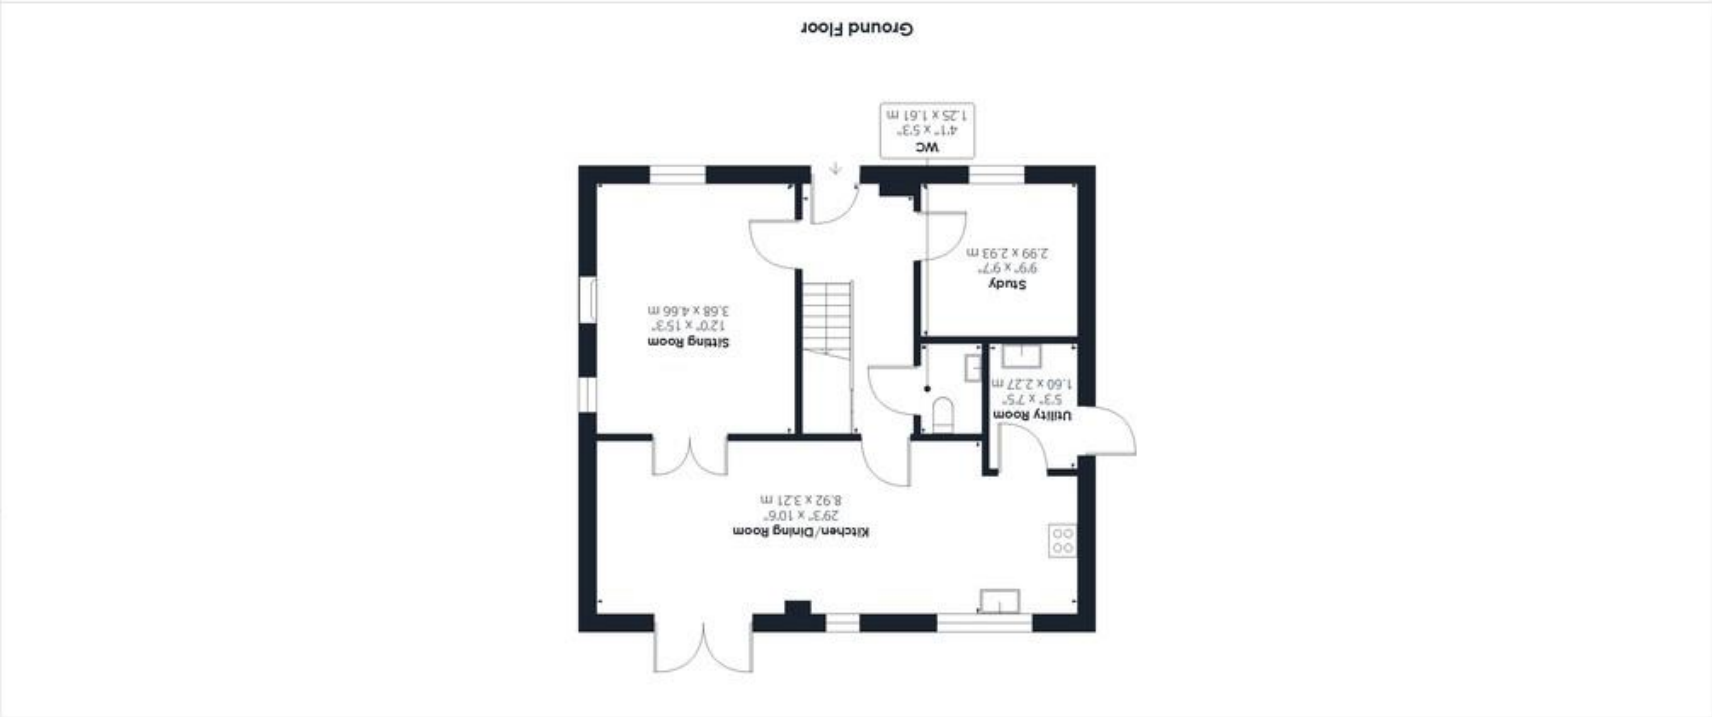 Kitchen/Dining Room
29'3" x 10'6"
8.92 x 3.21 m
Utility Room
5'3" x 7'5"
1.60 x 2.27 m
Sitting Room
12'0" x 15'3"
3.68 x 4.66 m
Study
9'9" x 9'7"
2.99 x 2.93 m
WC
4'1" x 5'3"
1.25 x 1.61 m
Ground Floor